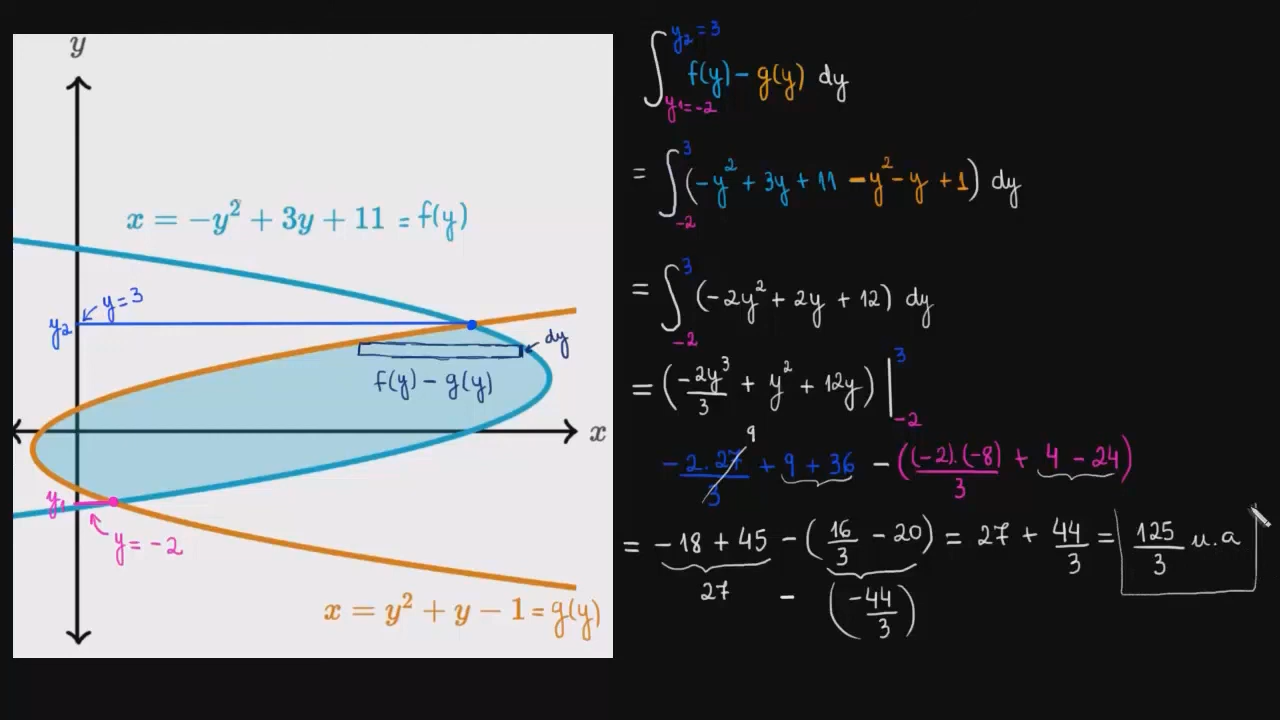 y
x = −y² + 3y + 11 = f(y)
y₂
y = 3
dy
f(y) − g(y)
x
y₁
y = −2
x = y² + y − 1 = g(y)
∫_{y₁=−2}^{y₂=3} f(y) − g(y) dy
= ∫_{−2}^{3} (−y² + 3y + 11 −y² − y + 1) dy
= ∫_{−2}^{3} (−2y² + 2y + 12) dy
= (−2y³/3 + y² + 12y) |_{−2}^{3}
9
−2.27/3 + 9 + 36 − ((−2).(−8)/3 + 4 − 24)
= −18 + 45 − (16/3 − 20) = 27 + 44/3 = 125/3 u.a
27 − (−44/3)